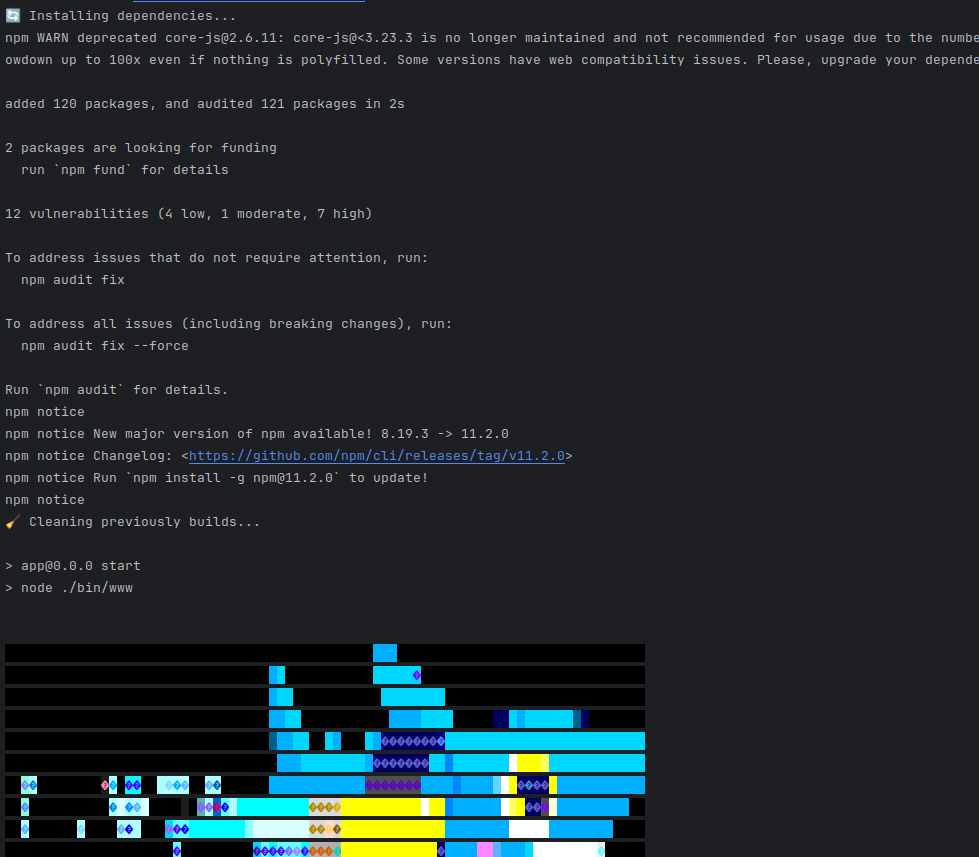 🔄 Installing dependencies...
npm WARN deprecated core-js@2.6.11: core-js@<3.23.3 is no longer maintained and not recommended for usage due to the numbe
owdown up to 100x even if nothing is polyfilled. Some versions have web compatibility issues. Please, upgrade your depende
added 120 packages, and audited 121 packages in 2s
2 packages are looking for funding
run `npm fund` for details
12 vulnerabilities (4 low, 1 moderate, 7 high)
To address issues that do not require attention, run:
npm audit fix
To address all issues (including breaking changes), run:
npm audit fix --force
Run `npm audit` for details.
npm notice
npm notice New major version of npm available! 8.19.3 -> 11.2.0
npm notice Changelog: <https://github.com/npm/cli/releases/tag/v11.2.0>
npm notice Run `npm install -g npm@11.2.0` to update!
npm notice
🧹 Cleaning previously builds...
> app@0.0.0 start
> node ./bin/www